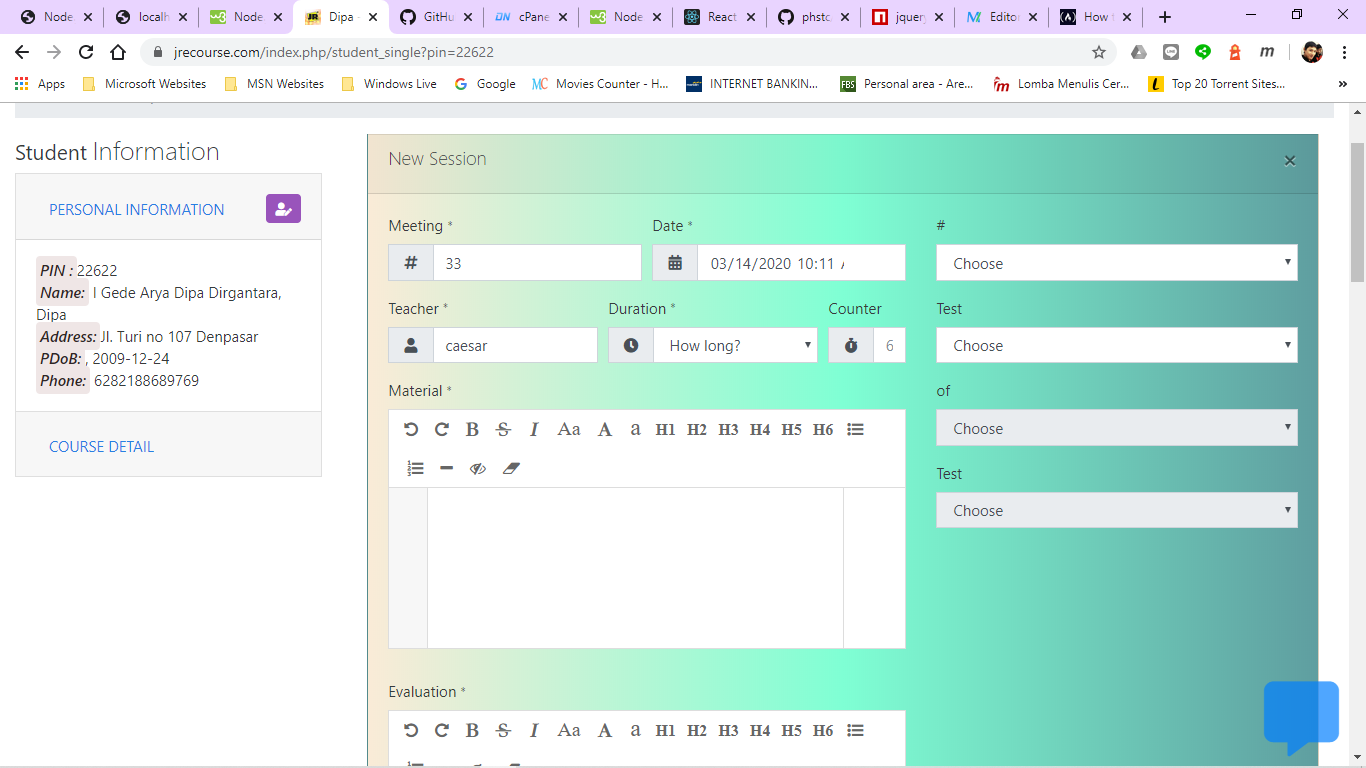 Node
localh
Node
Dipa -
GitHu
cPane
Node
React
phstc
jquery
Editor
How t
jrecourse.com/index.php/student_single?pin=22622
Apps
Microsoft Websites
MSN Websites
Windows Live
Google
Movies Counter - H...
INTERNET BANKIN...
Personal area - Are...
Lomba Menulis Cer...
Top 20 Torrent Sites...
»
Student Information
PERSONAL INFORMATION
PIN : 22622
Name: I Gede Arya Dipa Dirgantara,
Dipa
Address: Jl. Turi no 107 Denpasar
PDoB: , 2009-12-24
Phone: 6282188689769
COURSE DETAIL
New Session
×
Meeting *
Date *
#
# 33
03/14/2020 10:11
Choose
Teacher *
Duration *
Counter
Test
caesar
How long?
6
Choose
Material *
of
B S I Aa A a H1 H2 H3 H4 H5 H6
Choose
Test
Choose
Evaluation *
B S I Aa A a H1 H2 H3 H4 H5 H6